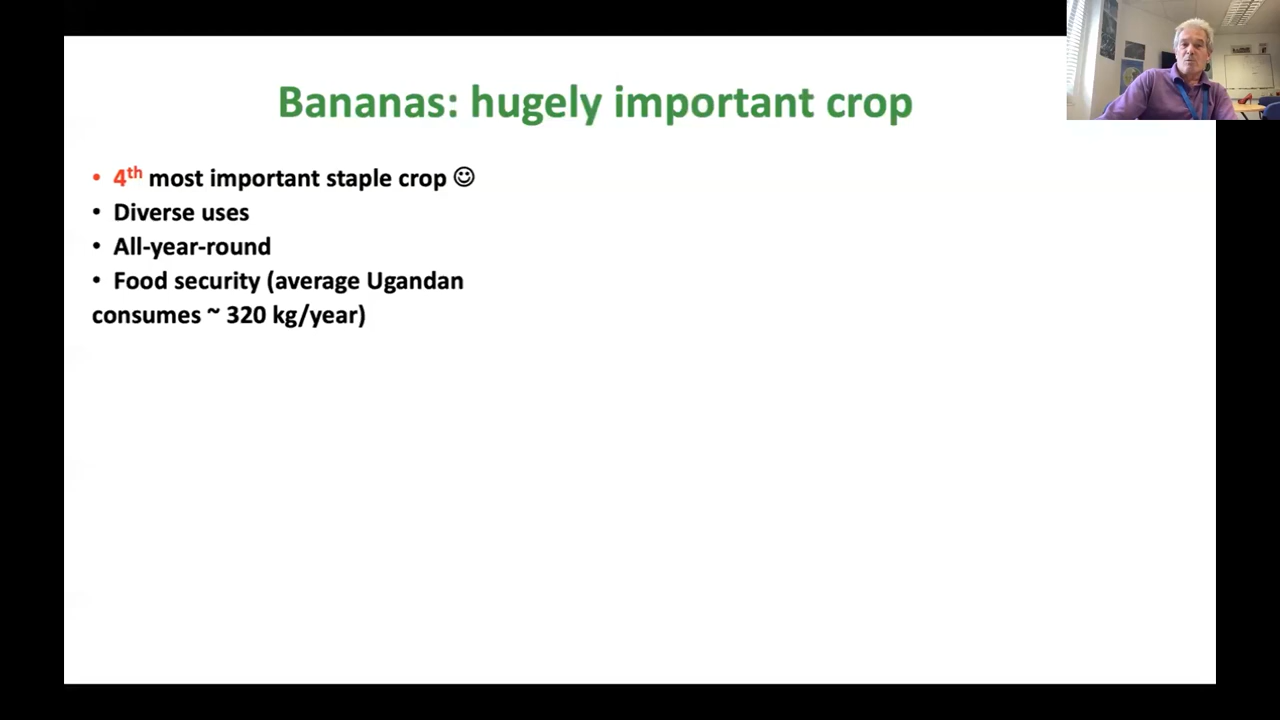 Bananas: hugely important crop
• 4th most important staple crop ☺
• Diverse uses
• All-year-round
• Food security (average Ugandan
consumes ~ 320 kg/year)